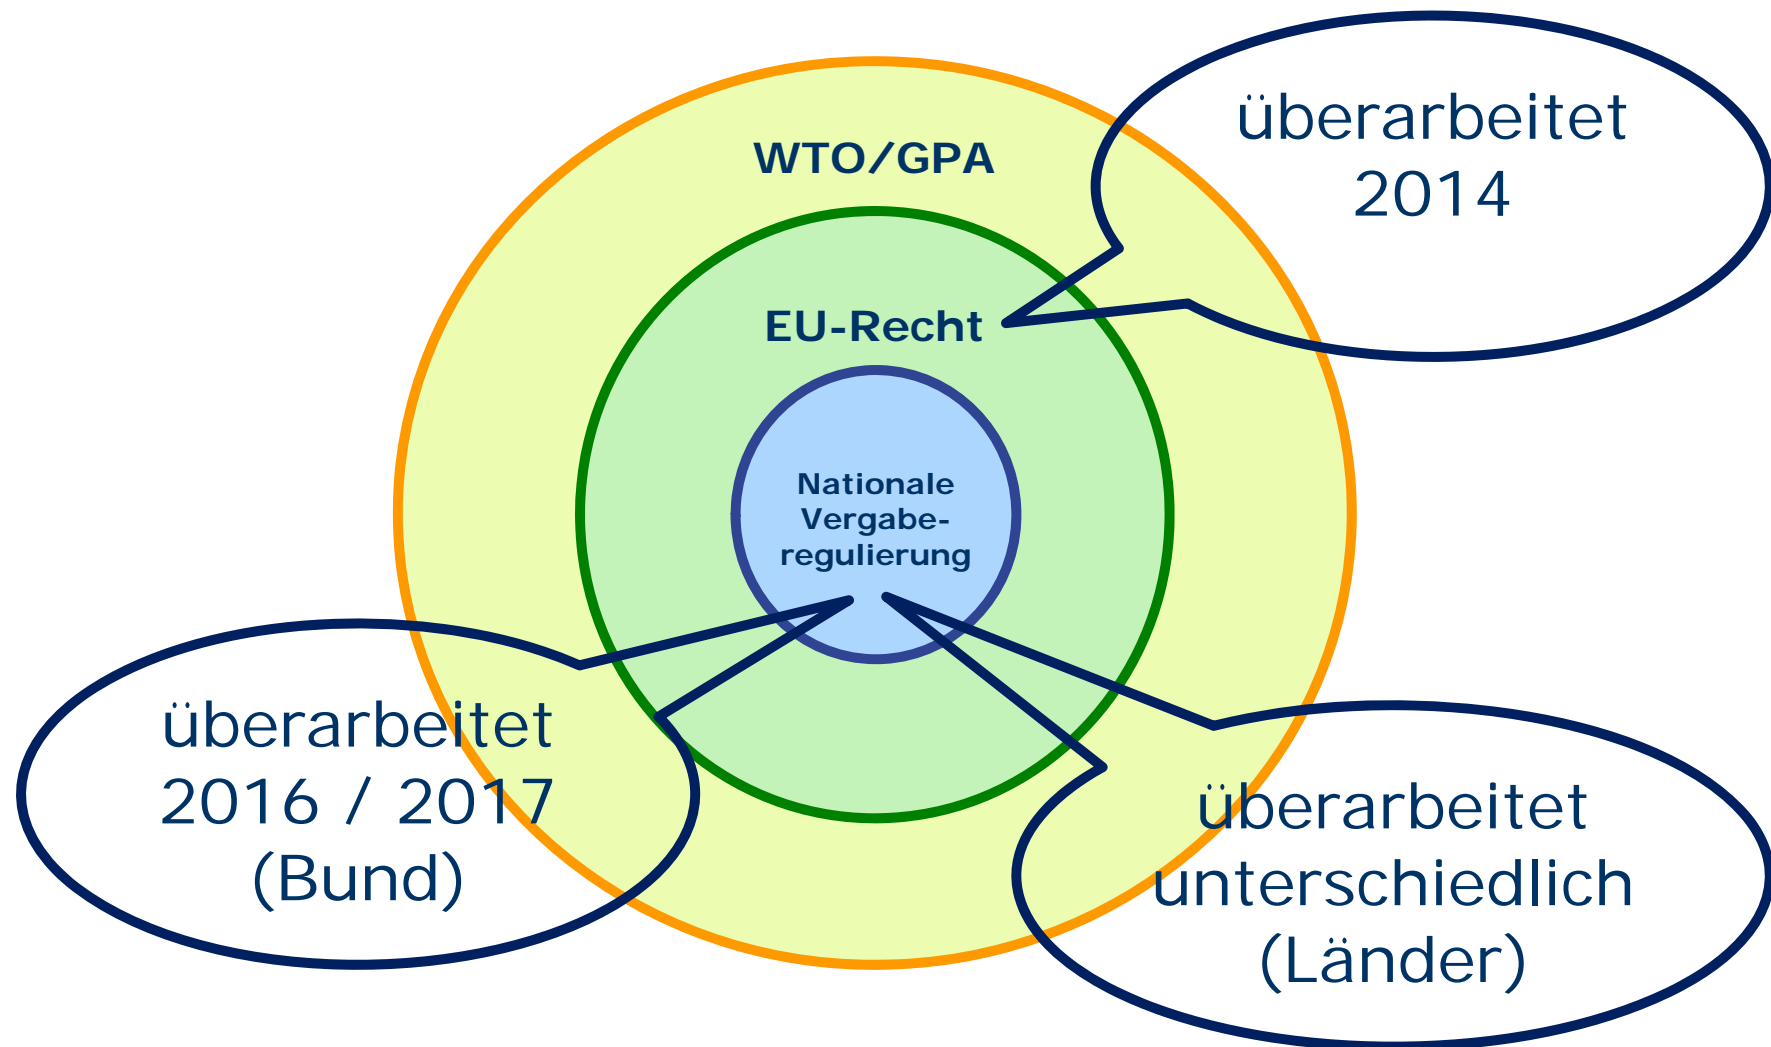 überarbeitet
2014
WTO/GPA
EU-Recht
Nationale
Vergabe-
regulierung
überarbeitet
2016 / 2017
(Bund)
überarbeitet
unterschiedlich
(Länder)